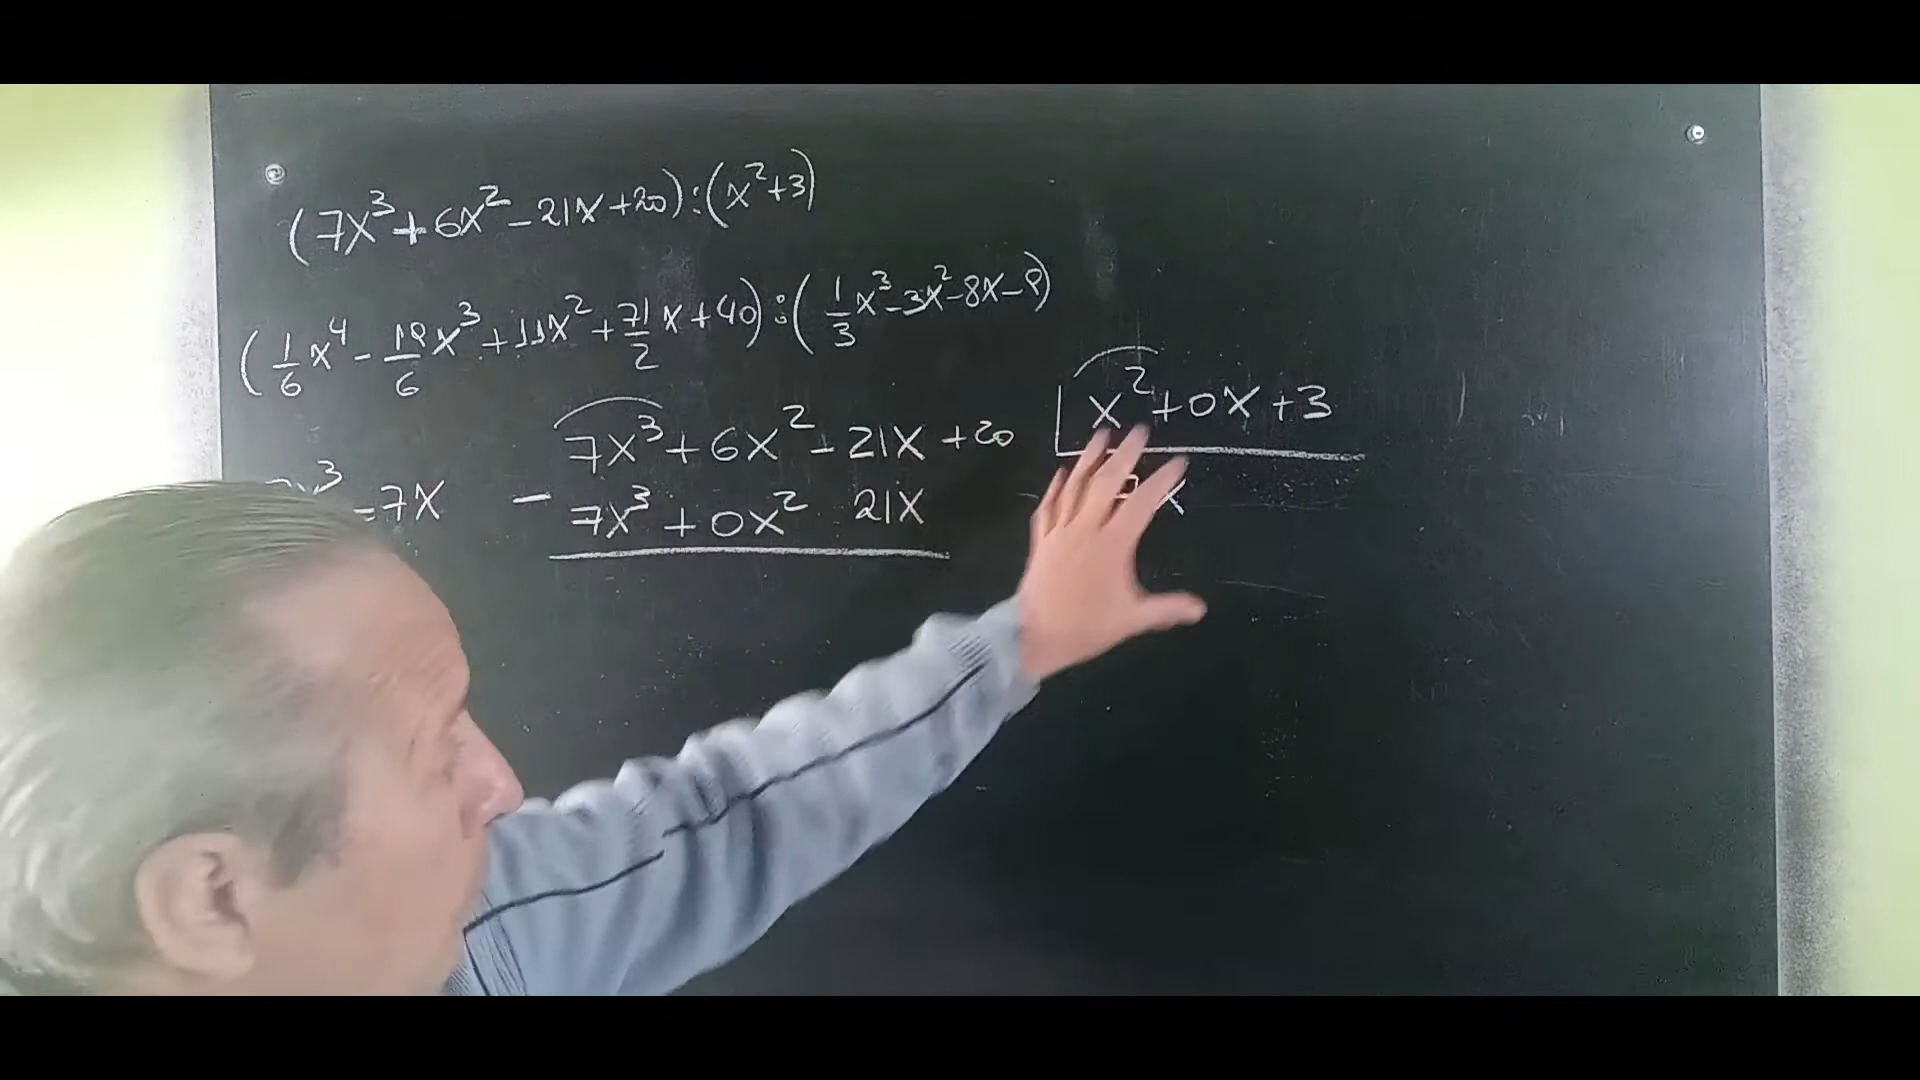 (7x³+6x²-21x+20):(x²+3)
(1/6x⁴-19/6x³+11x²+71/2x+40):(1/3x³-3x²-8x-8)
7x³+6x²-21x+20 x²+0x+3
=7x - 7x³+0x² 21x x